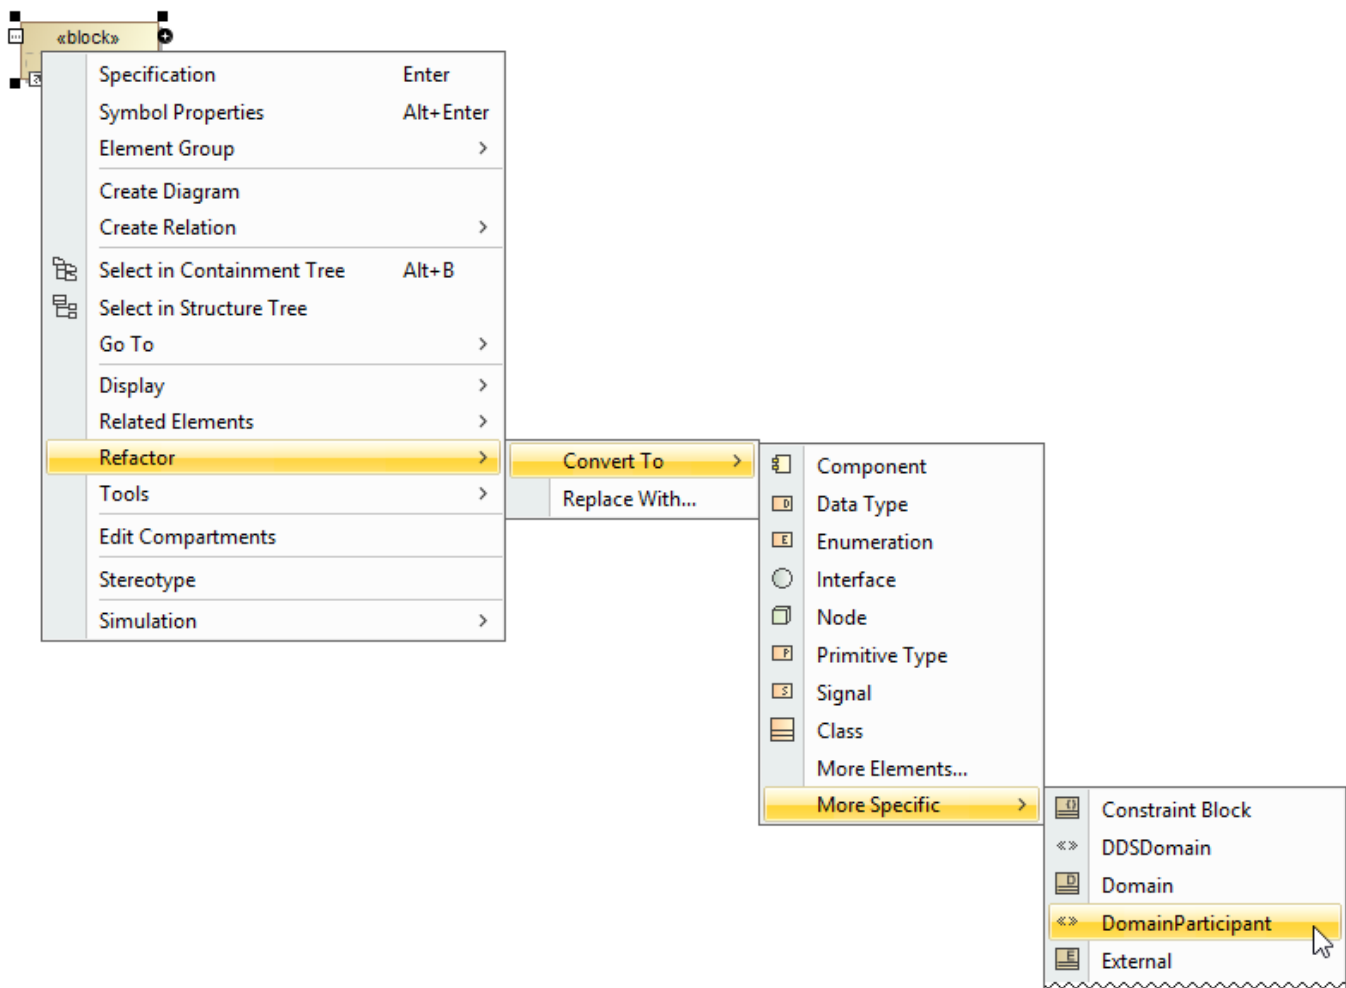 «block»
Specification Enter
Symbol Properties Alt+Enter
Element Group
Create Diagram
Create Relation
Select in Containment Tree Alt+B
Select in Structure Tree
Go To
Display
Related Elements
Refactor
Tools
Edit Compartments
Stereotype
Simulation
Convert To
Replace With...
Component
D Data Type
E Enumeration
Interface
Node
P Primitive Type
S Signal
Class
More Elements...
More Specific
{} Constraint Block
«» DDSDomain
D Domain
«» DomainParticipant
E External